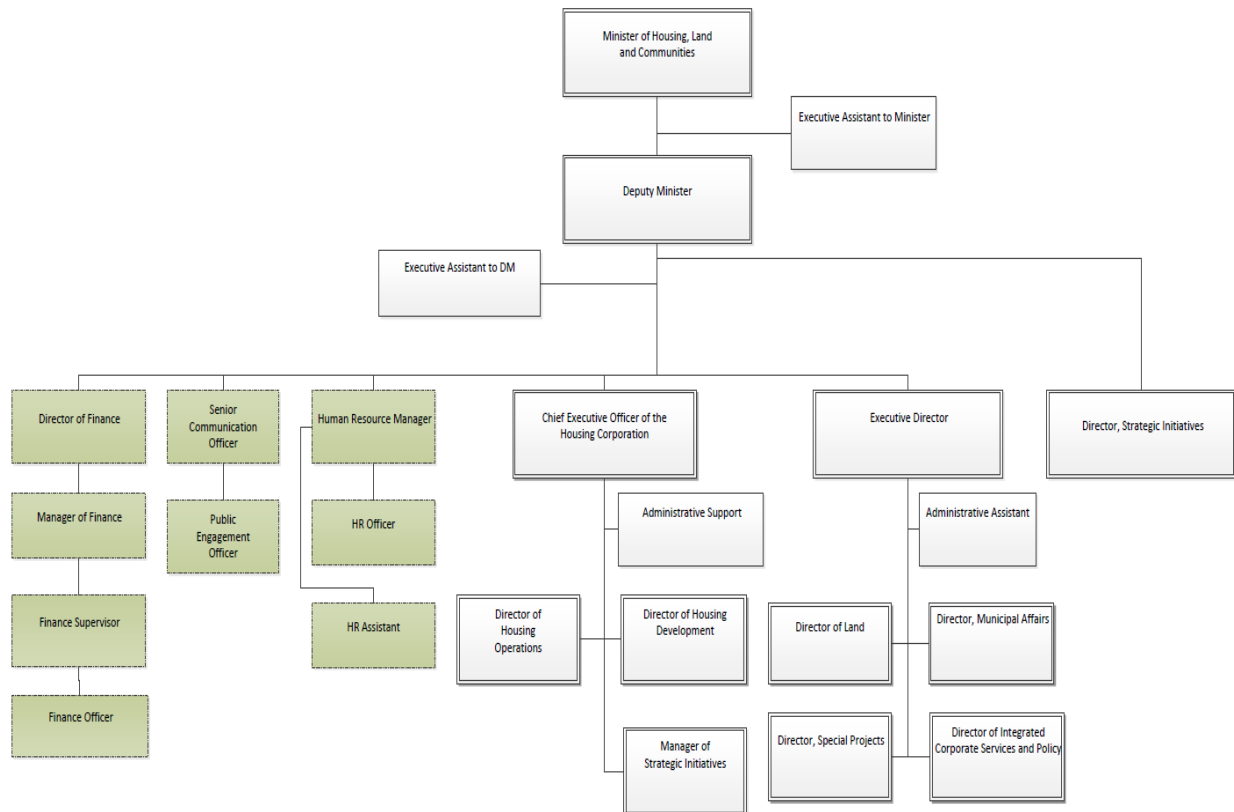 Minister of Housing, Land
and Communities
Executive Assistant to Minister
Deputy Minister
Executive Assistant to DM
Director of Finance
Senior
Communication
Officer
Human Resource Manager
Chief Executive Officer of the
Housing Corporation
Executive Director
Director, Strategic Initiatives
Manager of Finance
Public
Engagement
Officer
HR Officer
Administrative Support
Administrative Assistant
Finance Supervisor
HR Assistant
Director of
Housing
Operations
Director of Housing
Development
Director of Land
Director, Municipal Affairs
Finance Officer
Manager of
Strategic Initiatives
Director, Special Projects
Director of Integrated
Corporate Services and Policy